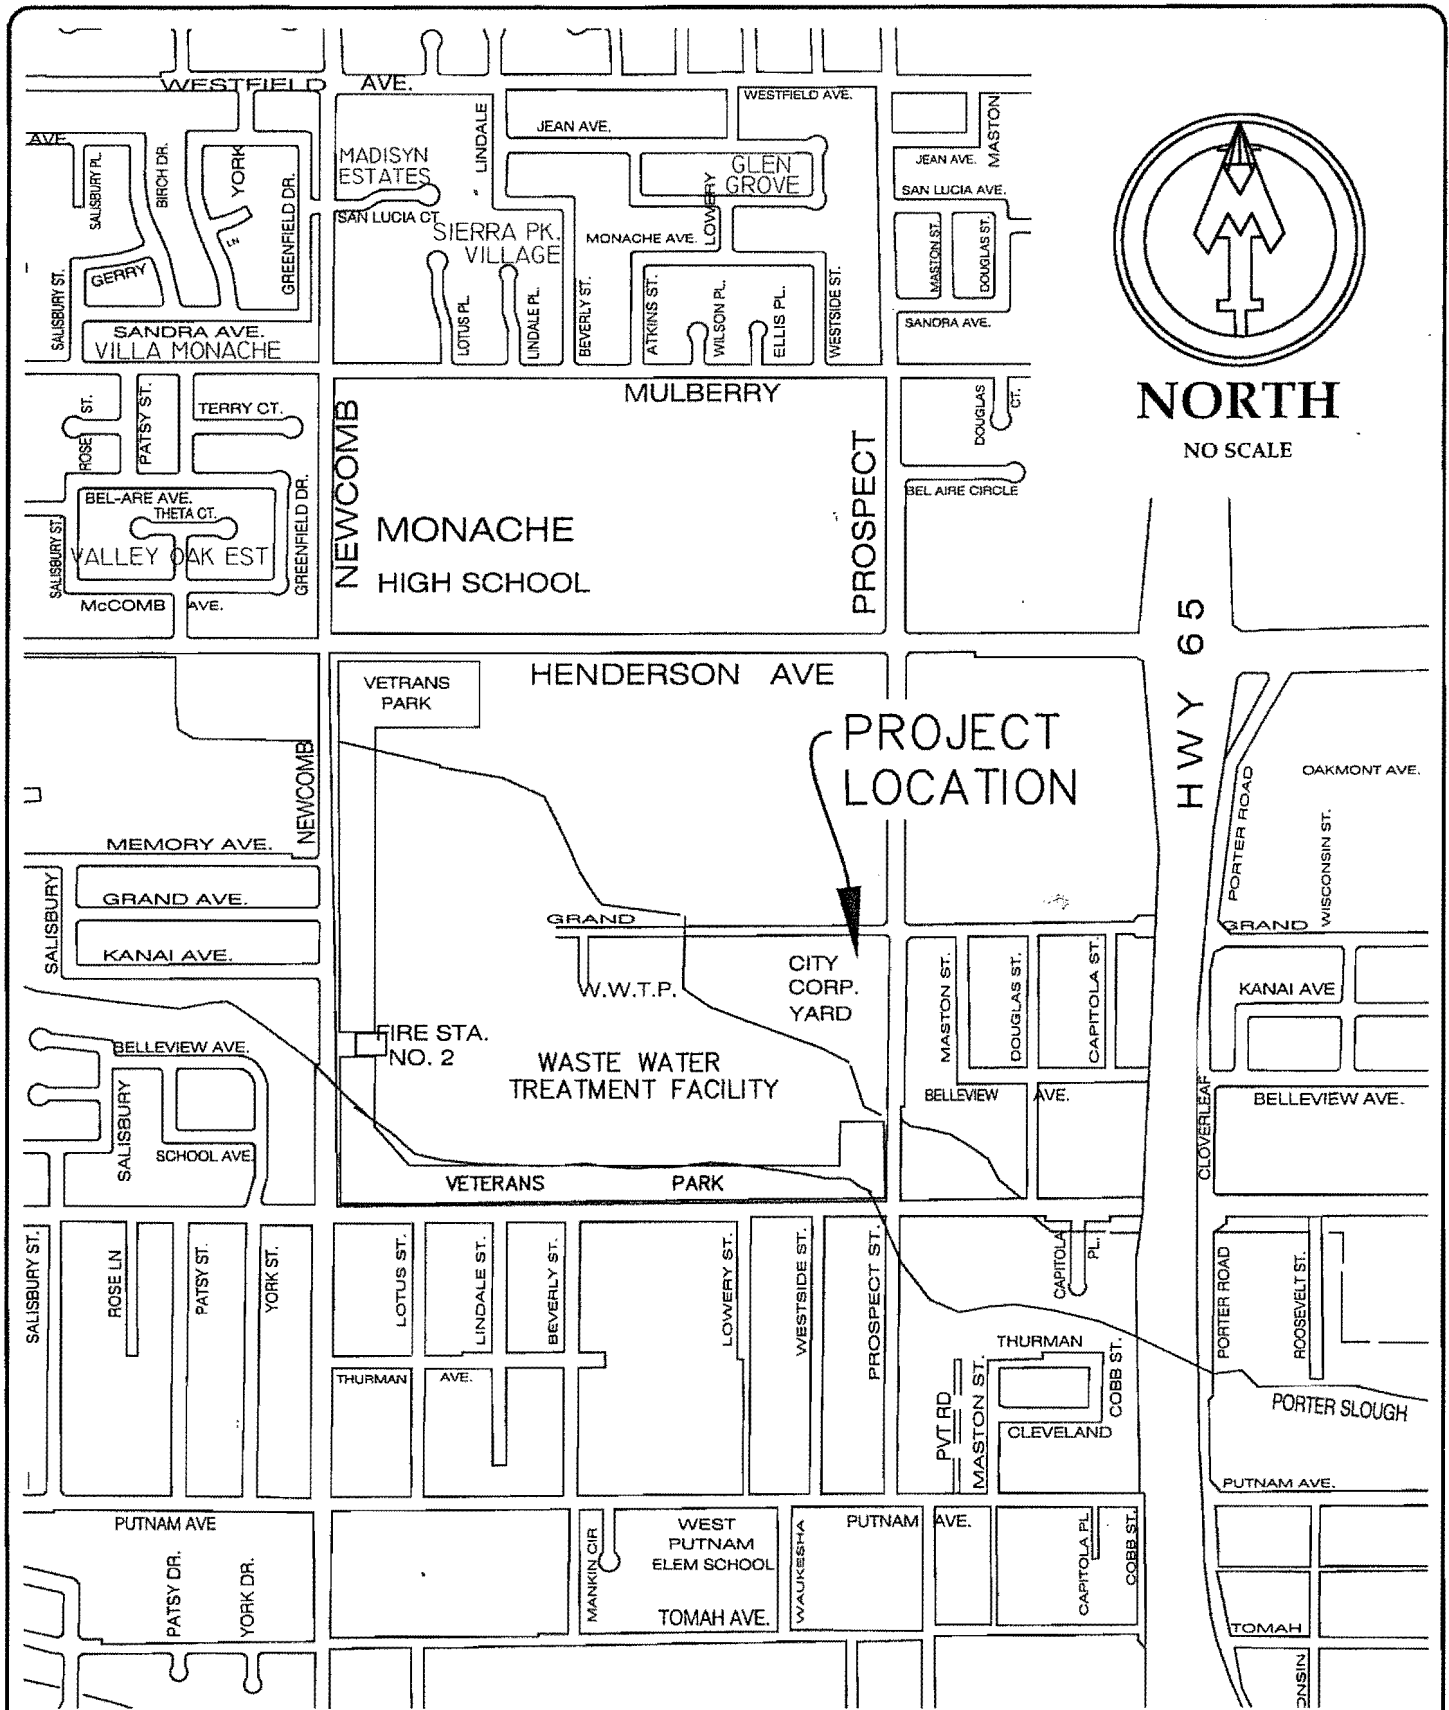 WESTFIELD AVE.
WESTFIELD AVE.
AVE.
SALISBURY PL.
BIRCH DR.
YORK
LN
GREENFIELD DR.
MADISYN
ESTATES
LINDALE
JEAN AVE.
GLEN
GROVE
LOWERY
MASTON
JEAN AVE.
SAN LUCIA AVE.
SAN LUCIA CT
SIERRA PK.
VILLAGE
MONACHE AVE.
MASTON ST.
DOUGLAS ST.
GERRY
SALISBURY ST.
SANDRA AVE.
VILLA MONACHE
LOTUS PL.
LINDALE PL.
BEVERLY ST.
ATKINS ST.
WILSON PL.
ELLIS PL.
WESTSIDE ST.
SANDRA AVE.
NORTH
NO SCALE
ROSE ST.
PATSY ST.
TERRY CT.
NEWCOMB
MULBERRY
PROSPECT
DOUGLAS CT.
BEL AIRE CIRCLE
BEL-ARE AVE.
THETA CT.
VALLEY OAK EST
SALISBURY ST.
GREENFIELD DR.
McCOMB AVE.
MONACHE
HIGH SCHOOL
HWY 65
VETRANS
PARK
HENDERSON AVE
PROJECT
LOCATION
NEWCOMB
MEMORY AVE.
GRAND AVE.
KANAI AVE.
SALISBURY
PORTER ROAD
OAKMONT AVE.
WISCONSIN ST.
GRAND
GRAND
W.W.T.P.
CITY
CORP.
YARD
MASTON ST.
DOUGLAS ST.
CAPITOLA ST.
KANAI AVE
FIRE STA.
NO. 2
WASTE WATER
TREATMENT FACILITY
BELLEVIEW AVE.
SALISBURY
SCHOOL AVE.
BELLEVIEW AVE.
CLOVERLEAF
BELLEVIEW AVE.
VETERANS PARK
SALISBURY ST.
ROSE LN
PATSY ST.
YORK ST.
LOTUS ST.
LINDALE ST.
BEVERLY ST.
LOWERY ST.
WESTSIDE ST.
PROSPECT ST.
CAPITOLA PL.
PORTER ROAD
ROOSEVELT ST.
THURMAN AVE.
THURMAN
PVT RD
MASTON ST.
COBB ST.
CLEVELAND
PORTER SLOUGH
PUTNAM AVE.
PUTNAM AVE
PATSY DR.
YORK DR.
MANKIN CIR
WEST
PUTNAM
ELEM SCHOOL
TOMAH AVE.
WAUKESHA
PUTNAM AVE.
CAPITOLA PL.
COBB ST.
TOMAH
ONSIN